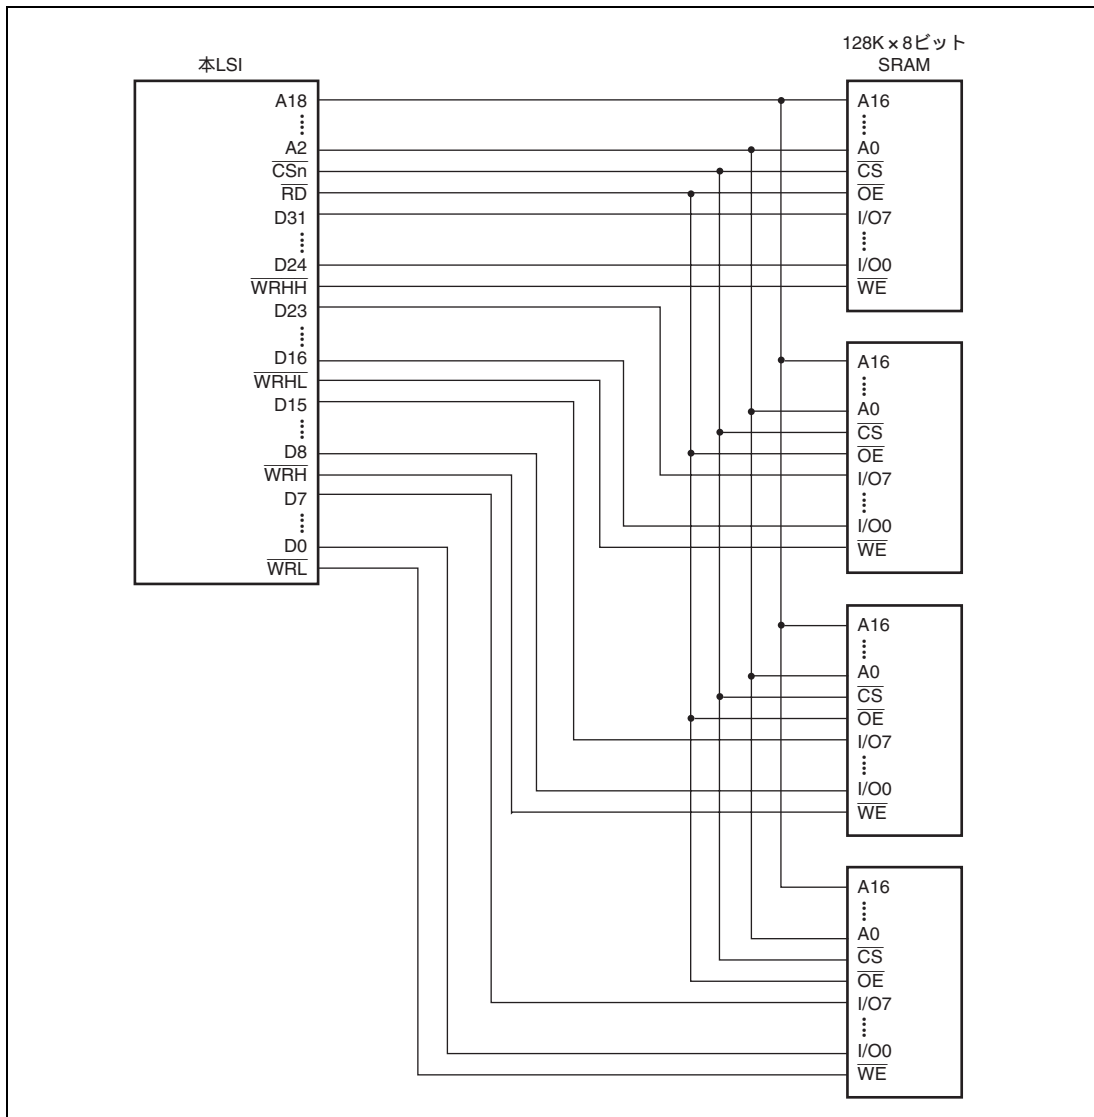 本LSI
A18
A2
CSn
RD
D31
D24
WRHH
D23
D16
WRHL
D15
D8
WRH
D7
D0
WRL
128K × 8ビット
SRAM
A16
A0
CS
OE
I/O7
I/O0
WE
A16
A0
CS
OE
I/O7
I/O0
WE
A16
A0
CS
OE
I/O7
I/O0
WE
A16
A0
CS
OE
I/O7
I/O0
WE